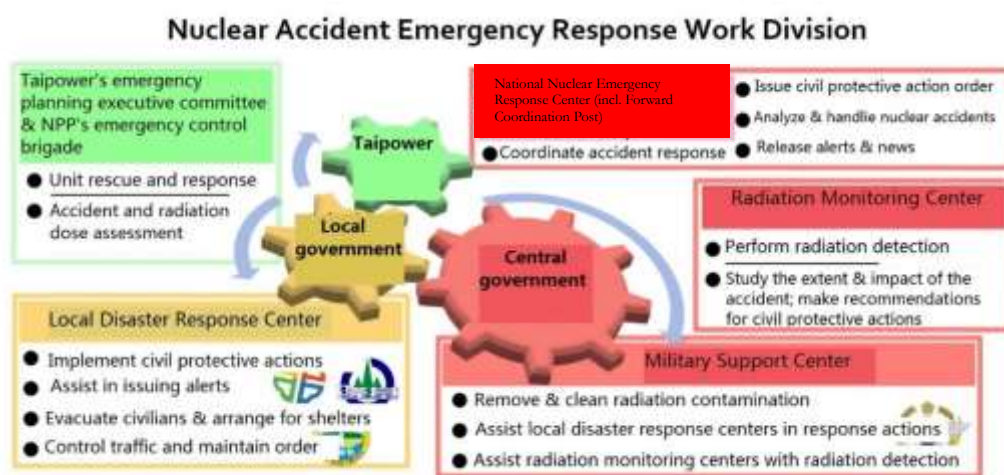 Nuclear Accident Emergency Response Work Division
Taipower's emergency
planning executive committee
& NPP's emergency control
brigade
● Unit rescue and response
● Accident and radiation
dose assessment
Taipower
Local
government
Central
government
National Nuclear Emergency
Response Center (incl. Forward
Coordination Post)
● Coordinate accident response
● Issue civil protective action order
● Analyze & handlie nuclear accidents
● Release alerts & news
Radiation Monitoring Center
● Perform radiation detection
● Study the extent & impact of the
accident; make recommendations
for civil protective actions
Local Disaster Response Center
● Implement civil protective actions
● Assist in issuing alerts
● Evacuate civilians & arrange for shelters
● Control traffic and maintain order
Military Support Center
● Remove & clean radiation contamination
● Assist local disaster response centers in response actions
● Assist radiation monitoring centers with radiation detection